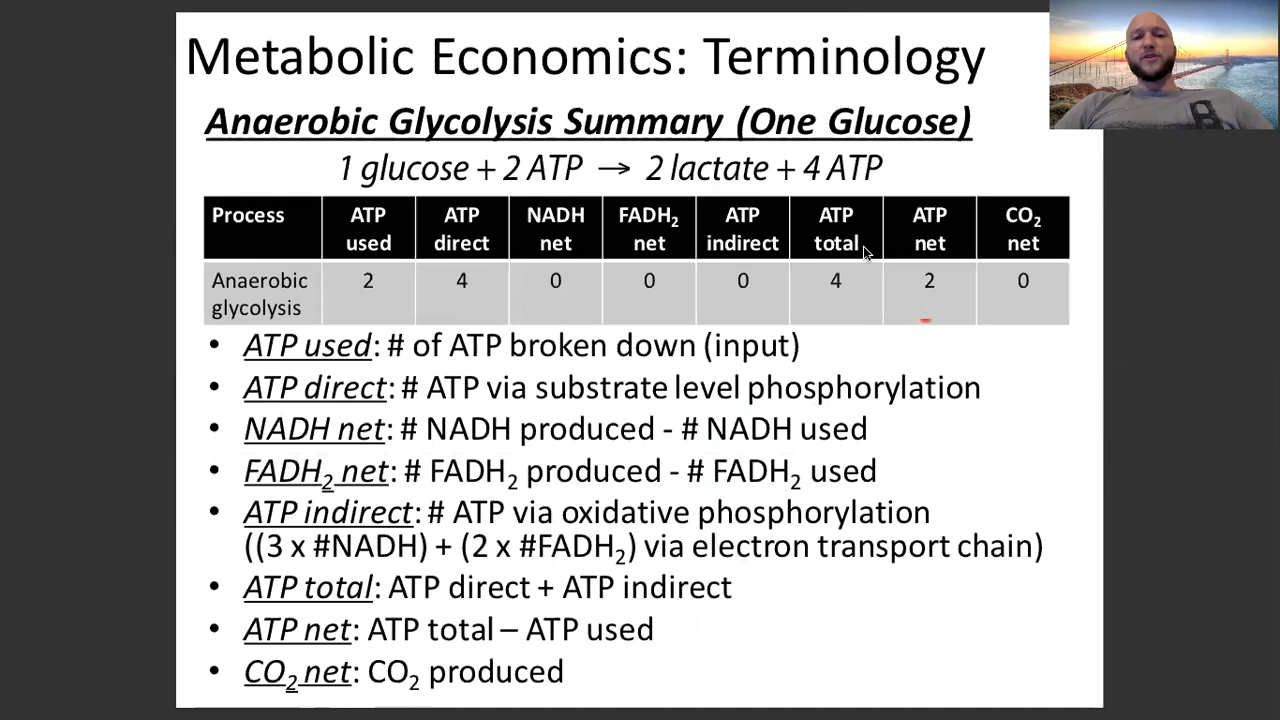 Metabolic Economics: Terminology
Anaerobic Glycolysis Summary (One Glucose)
1 glucose + 2 ATP → 2 lactate + 4 ATP
Process ATP used ATP direct NADH net FADH₂ net ATP indirect ATP total ATP net CO₂ net
Anaerobic glycolysis 2 4 0 0 0 4 2 0
• ATP used: # of ATP broken down (input)
• ATP direct: # ATP via substrate level phosphorylation
• NADH net: # NADH produced - # NADH used
• FADH₂ net: # FADH₂ produced - # FADH₂ used
• ATP indirect: # ATP via oxidative phosphorylation
((3 x #NADH) + (2 x #FADH₂) via electron transport chain)
• ATP total: ATP direct + ATP indirect
• ATP net: ATP total – ATP used
• CO₂ net: CO₂ produced